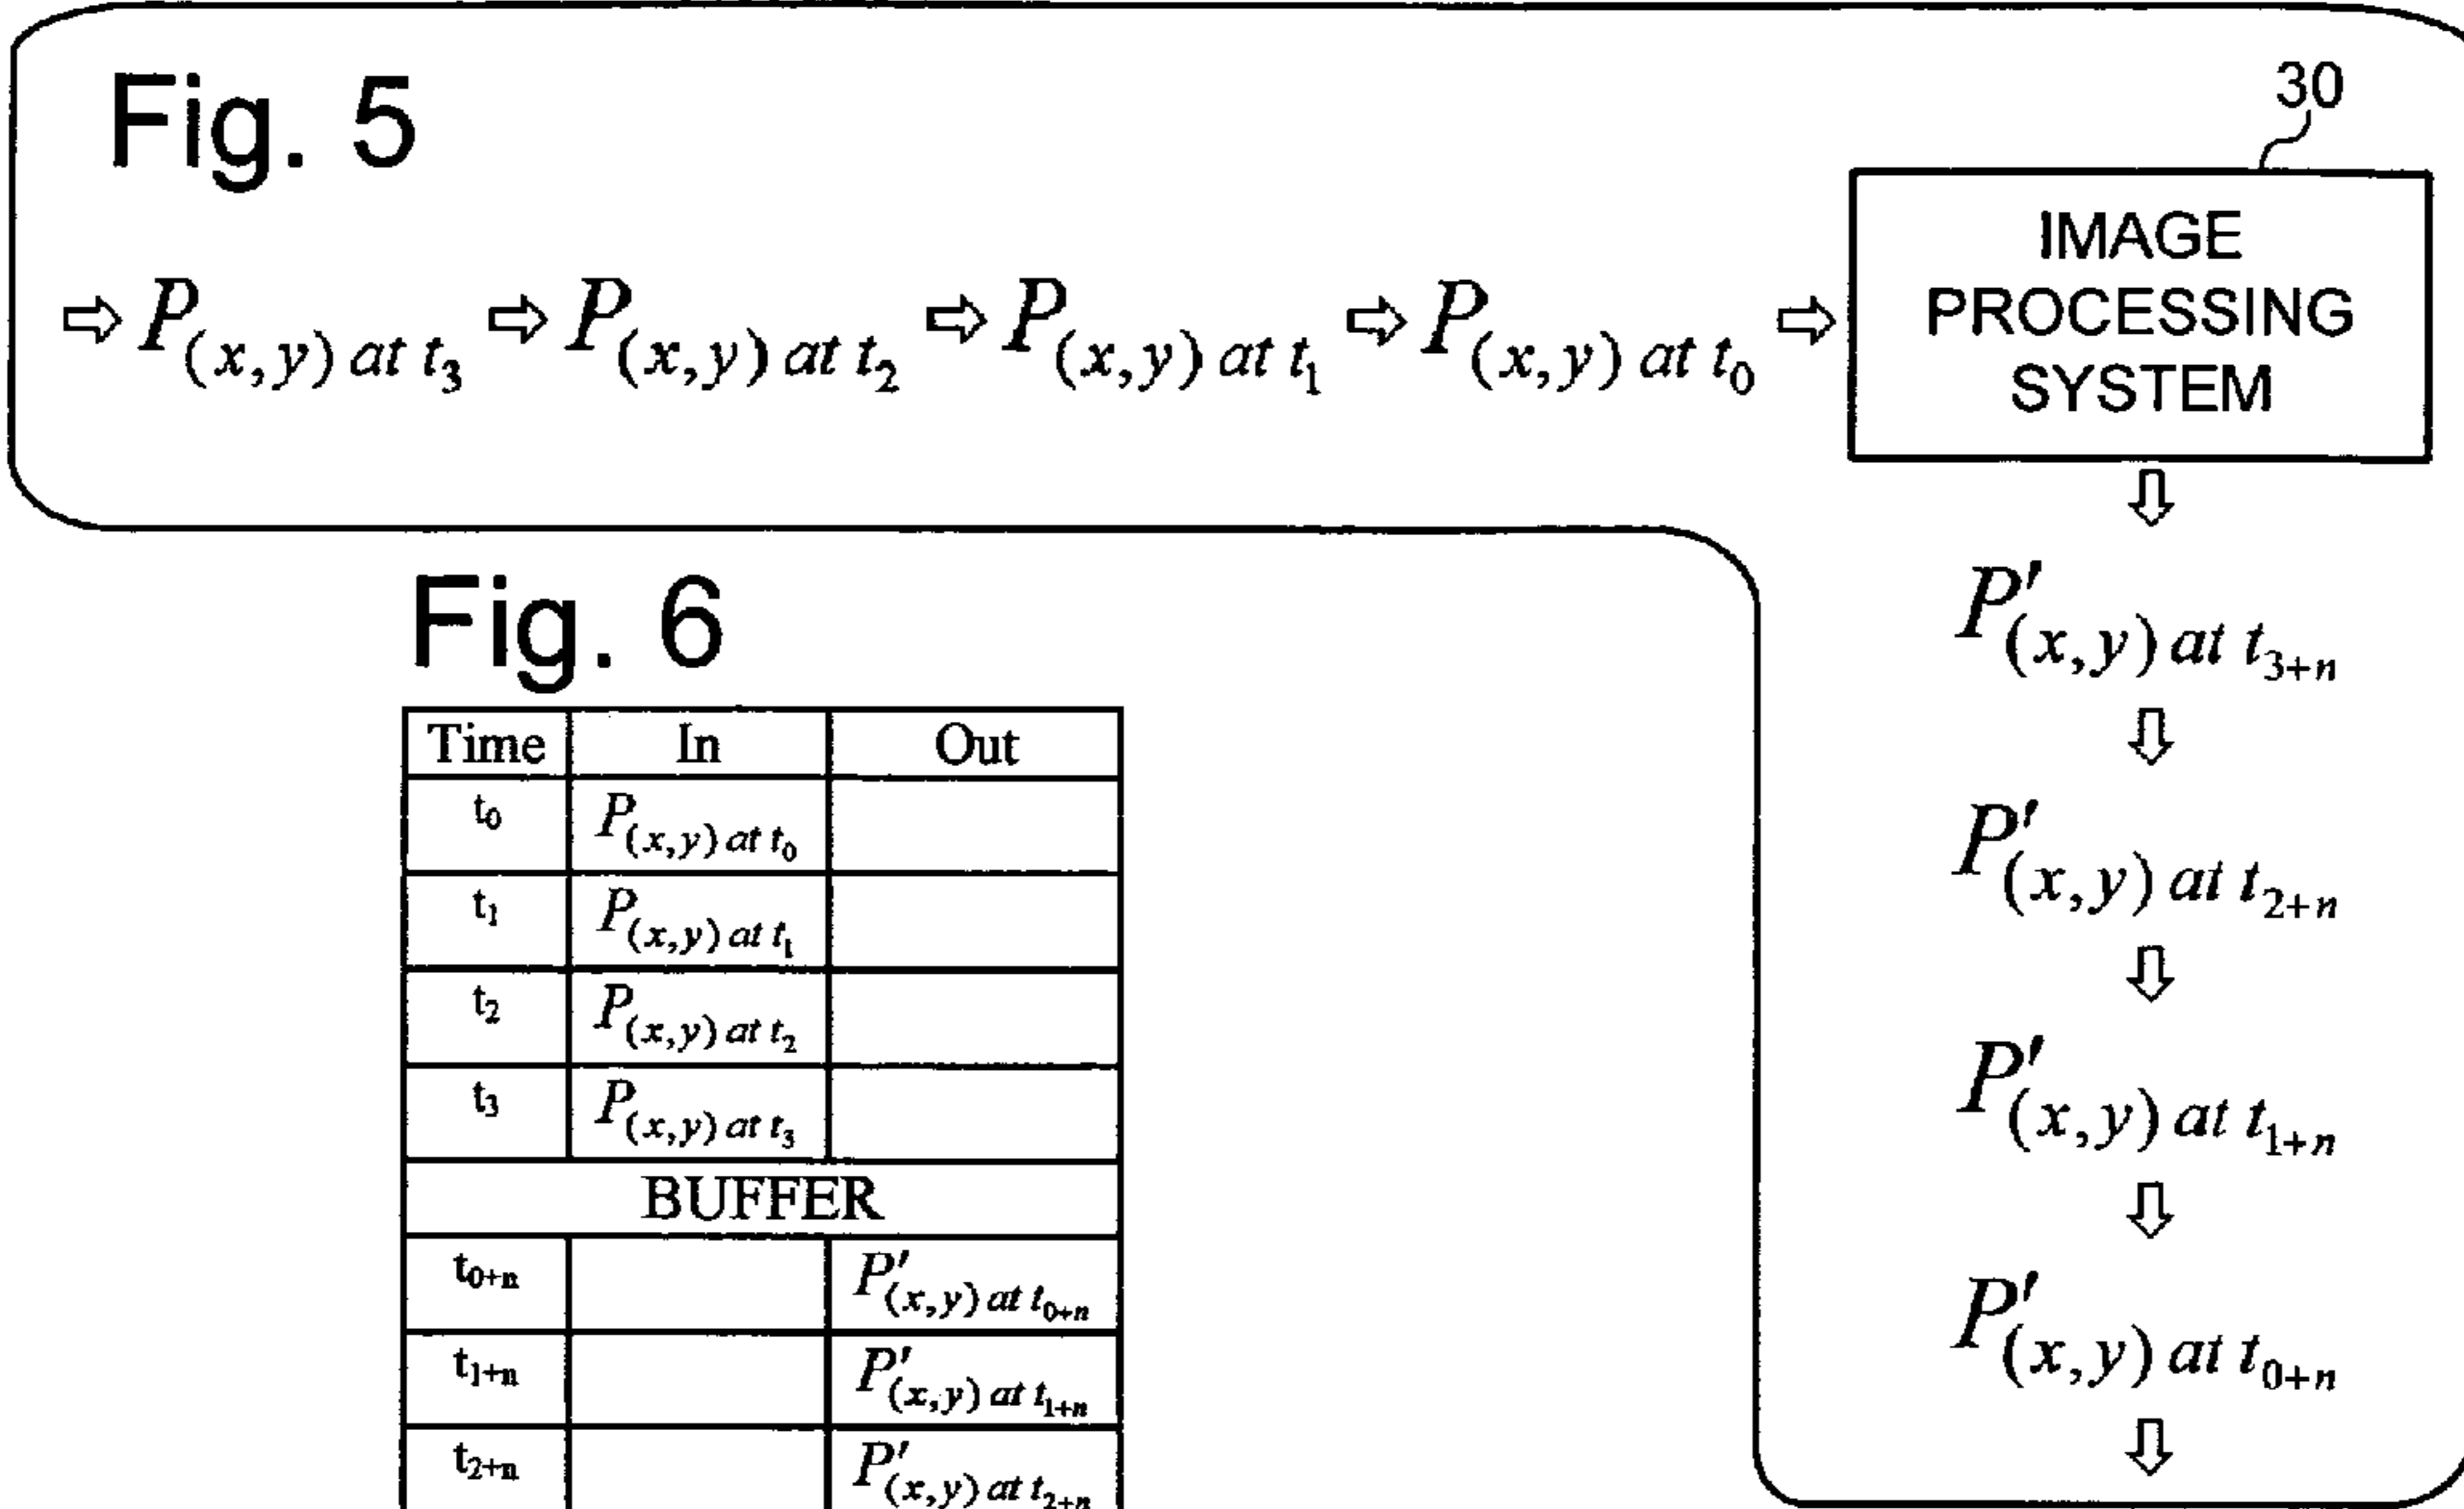 Fig. 5
30
⇨ P(x,y) at t₃ ⇨ P(x,y) at t₂ ⇨ P(x,y) at t₁ ⇨ P(x,y) at t₀ ⇨
IMAGE
PROCESSING
SYSTEM
P′(x,y) at t₃₊ₙ
P′(x,y) at t₂₊ₙ
P′(x,y) at t₁₊ₙ
P′(x,y) at t₀₊ₙ
Fig. 6
Time In Out
t₀ P(x,y) at t₀
t₁ P(x,y) at t₁
t₂ P(x,y) at t₂
t₃ P(x,y) at t₃
BUFFER
t₀₊ₙ P′(x,y) at t₀₊ₙ
t₁₊ₙ P′(x,y) at t₁₊ₙ
t₂₊ₙ P′(x,y) at t₂₊ₙ